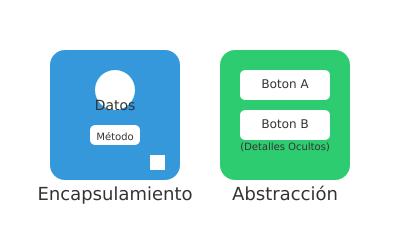 Datos
Método
Encapsulamiento
Boton A
Boton B
(Detalles Ocultos)
Abstracción